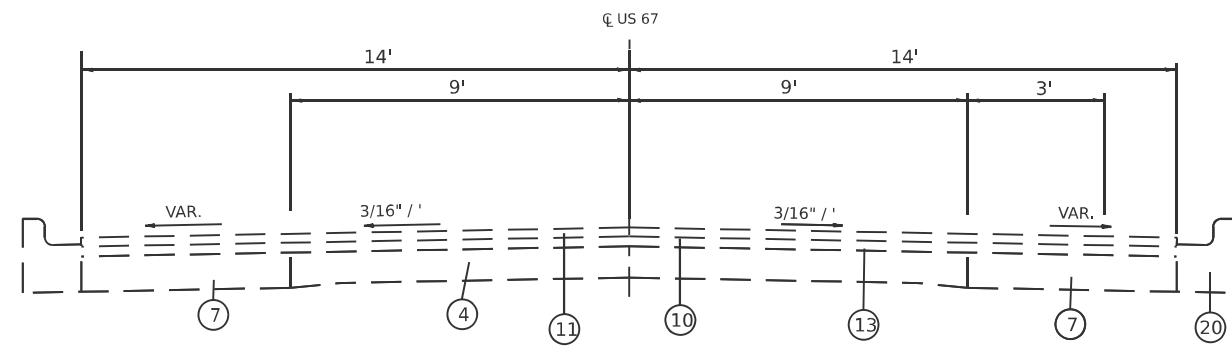 ℄ US 67
14' 14'
9' 9' 3'
VAR. 3/16" / ' 3/16" / ' VAR.
7 4 11 10 13 7 20